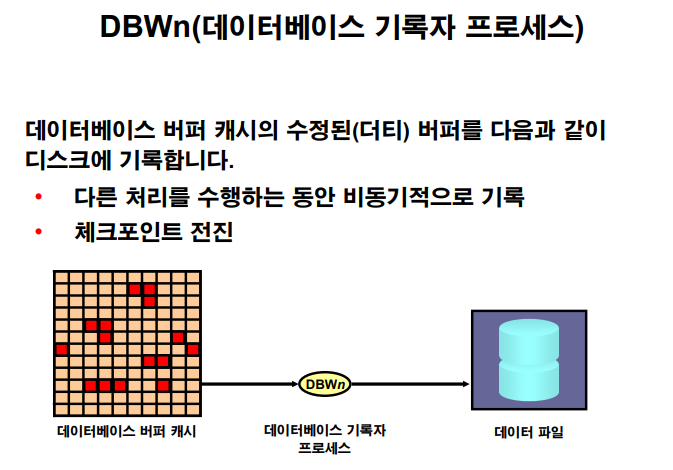 DBWn(데이터베이스 기록자 프로세스)
데이터베이스 버퍼 캐시의 수정된(더티) 버퍼를 다음과 같이
디스크에 기록합니다.
• 다른 처리를 수행하는 동안 비동기적으로 기록
• 체크포인트 전진
DBWn
데이터베이스 버퍼 캐시
데이터베이스 기록자
프로세스
데이터 파일